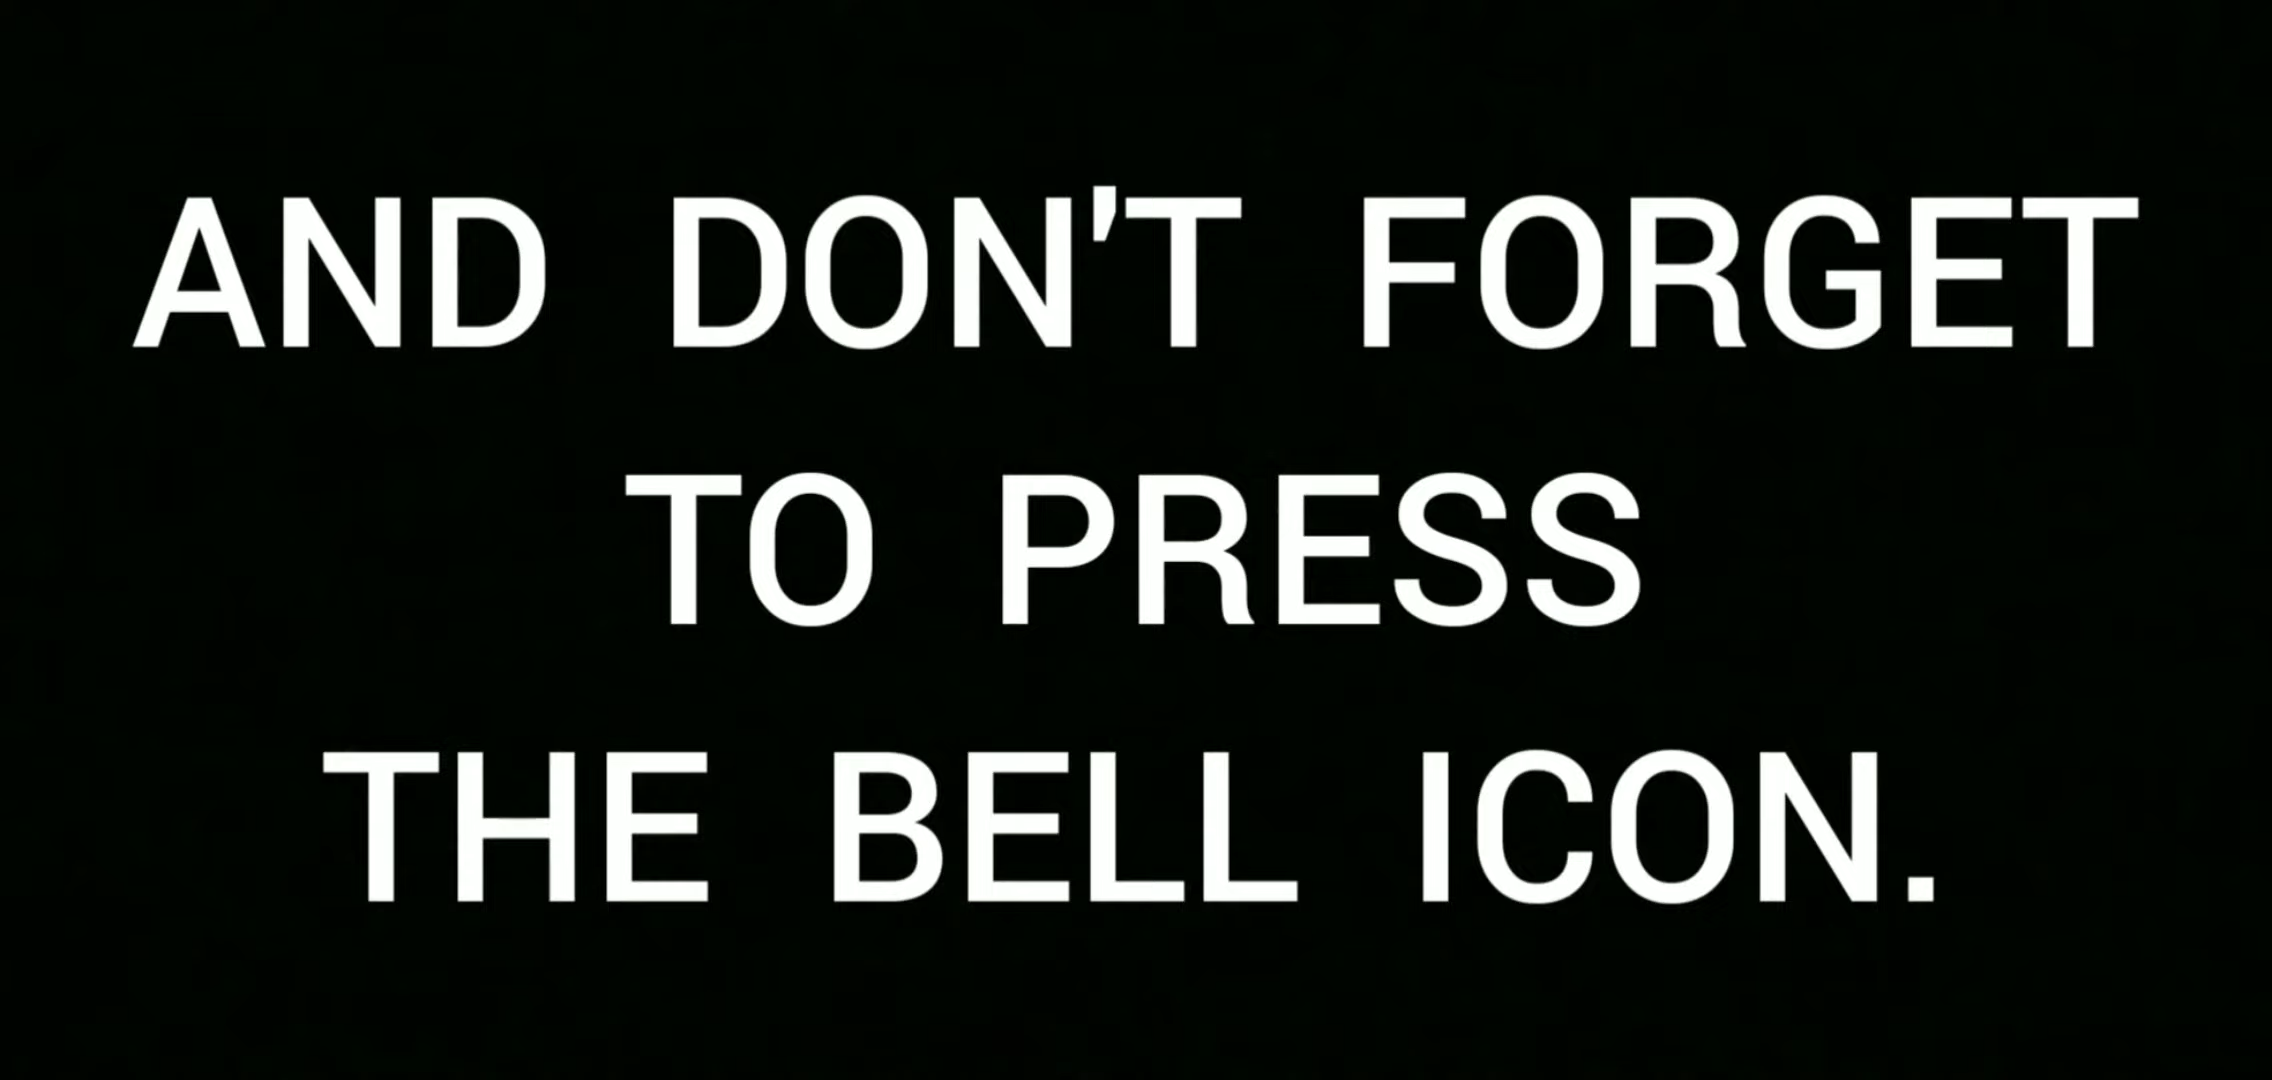 AND DON'T FORGET
TO PRESS
THE BELL ICON.